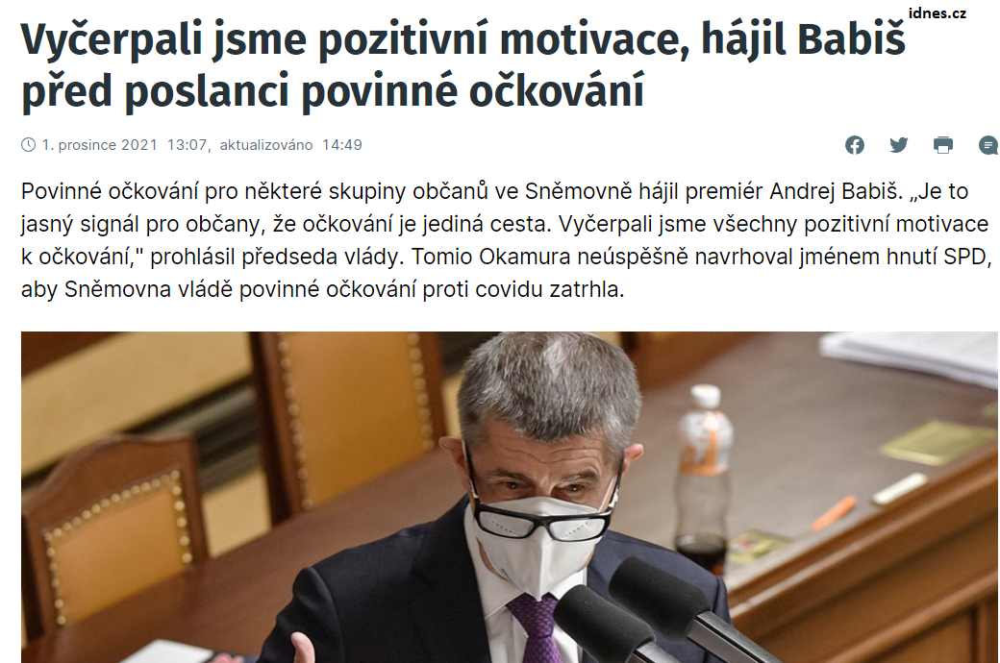 idnes.cz
Vyčerpali jsme pozitivní motivace, hájil Babiš
před poslanci povinné očkování
1. prosince 2021 13:07, aktualizováno 14:49
Povinné očkování pro některé skupiny občanů ve Sněmovně hájil premiér Andrej Babiš. „Je to
jasný signál pro občany, že očkování je jediná cesta. Vyčerpali jsme všechny pozitivní motivace
k očkování," prohlásil předseda vlády. Tomio Okamura neúspěšně navrhoval jménem hnutí SPD,
aby Sněmovna vládě povinné očkování proti covidu zatrhla.